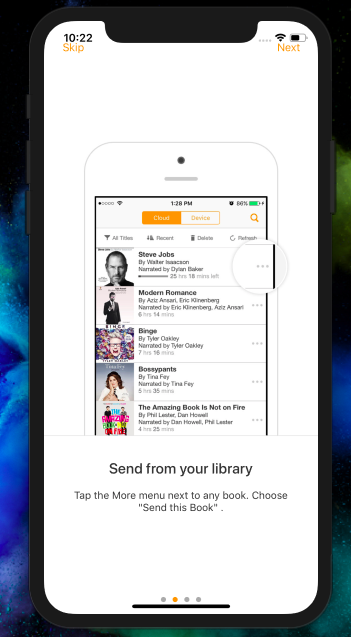 10:22
Skip
Next
1:28 PM
86%
Cloud
Device
All Titles
Recent
Delete
Refresh
Steve Jobs
By Walter Isaacson
Narrated by Dylan Baker
25 hrs 18 mins left
Modern Romance
By Aziz Ansari, Eric Klinenberg
Narrated by Eric Klinenberg, Aziz Ansari
6 hrs 14 mins
BINGE
Binge
By Tyler Oakley
Narrated by Tyler Oakley
7 hrs 16 mins
Bossypants
By Tina Fey
Narrated by Tina Fey
5 hrs 35 mins
The Amazing Book Is Not on Fire
By Phil Lester, Dan Howell
Narrated by Dan Howell, Phil Lester
4 hrs 25 mins
Send from your library
Tap the More menu next to any book. Choose
"Send this Book" .